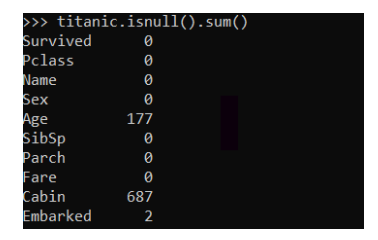 >>> titanic.isnull().sum()
Survived 0
Pclass 0
Name 0
Sex 0
Age 177
SibSp 0
Parch 0
Fare 0
Cabin 687
Embarked 2